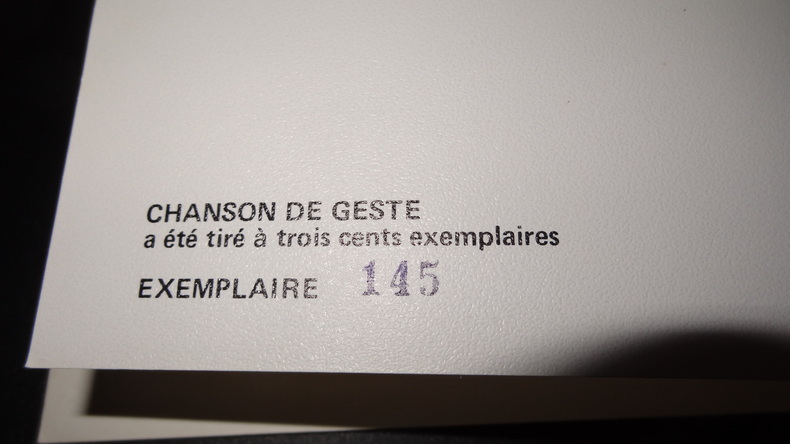 CHANSON DE GESTE
a été tiré à trois cents exemplaires
EXEMPLAIRE 145